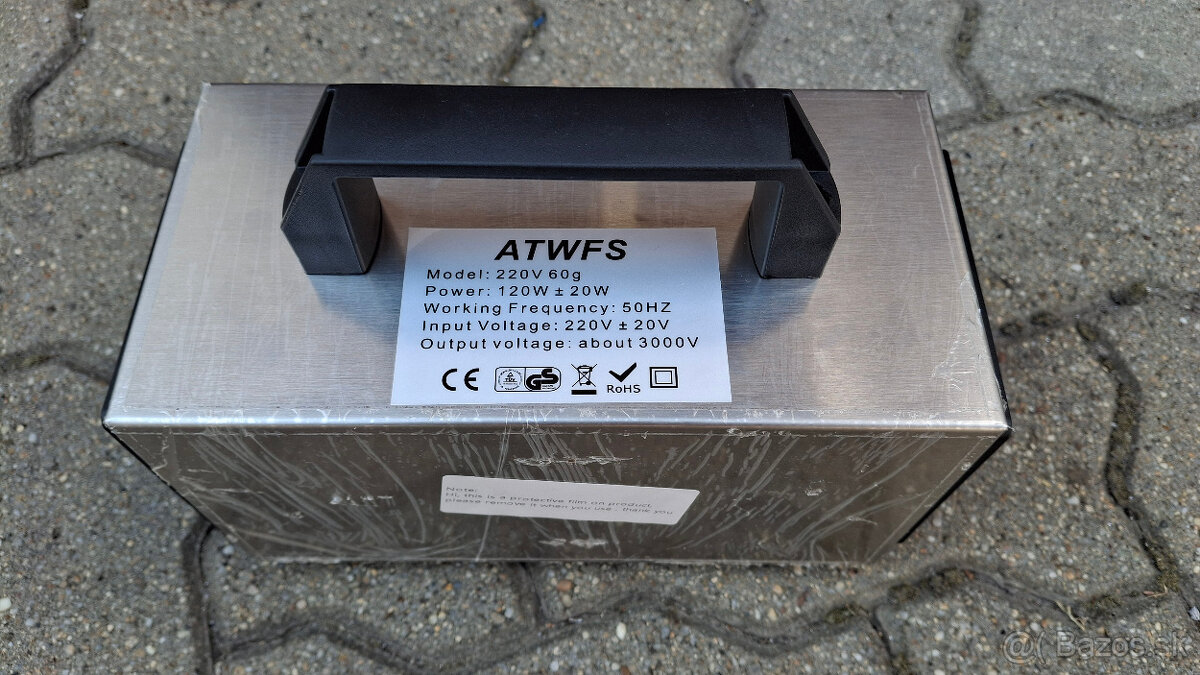 ATWFS
Model: 220V 60g
Power: 120W ± 20W
Working Frequency: 50HZ
Input Voltage: 220V ± 20V
Output voltage: about 3000V
CE TÜV GS RoHS
Note:
Hi, this is a protective film on product,
please remove it when you use , thank you
@ Bazos.sk